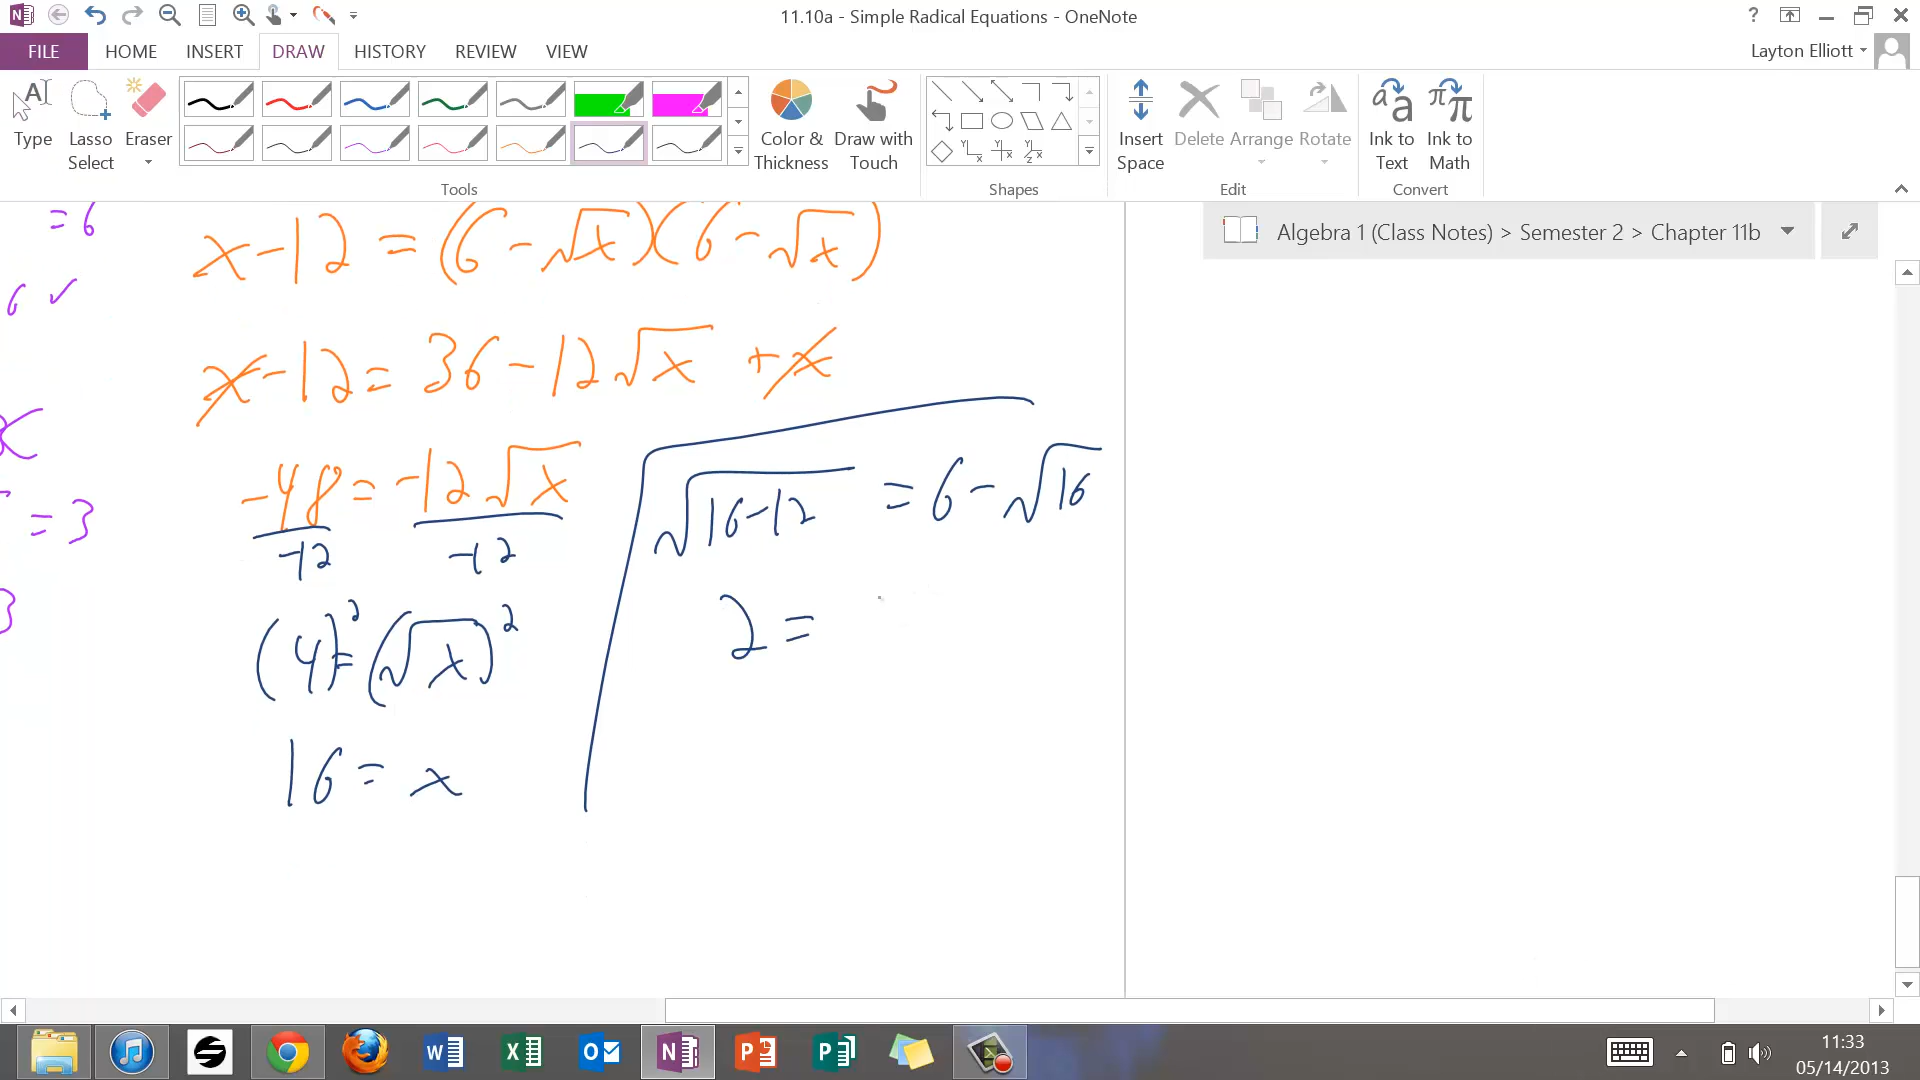 11.10a - Simple Radical Equations - OneNote
?
FILE HOME INSERT DRAW HISTORY REVIEW VIEW
Layton Elliott
Type
Lasso Select
Eraser
Color & Thickness
Draw with Touch
Insert Space
Delete
Arrange
Rotate
Ink to Text
Ink to Math
Tools
Shapes
Edit
Convert
Algebra 1 (Class Notes) > Semester 2 > Chapter 11b
= 6
6 ✓
= 3
3
x - 12 = (6 - √x)(6 - √x)
x - 12 = 36 - 12√x + x
-48 = -12√x
-12 -12
(4)² = (√x)²
16 = x
√16-12 = 6 - √16
2 =
11:33
05/14/2013